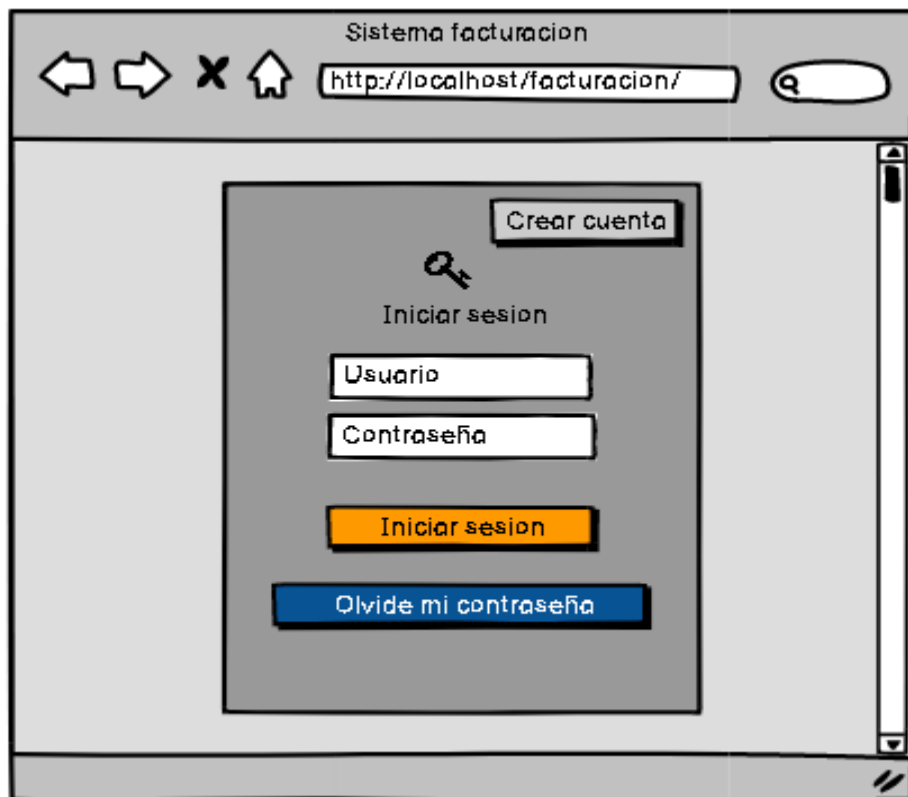 Sistema facturacion
http://localhost/facturacion/
Crear cuenta
Iniciar sesion
Usuario
Contraseña
Iniciar sesion
Olvide mi contraseña